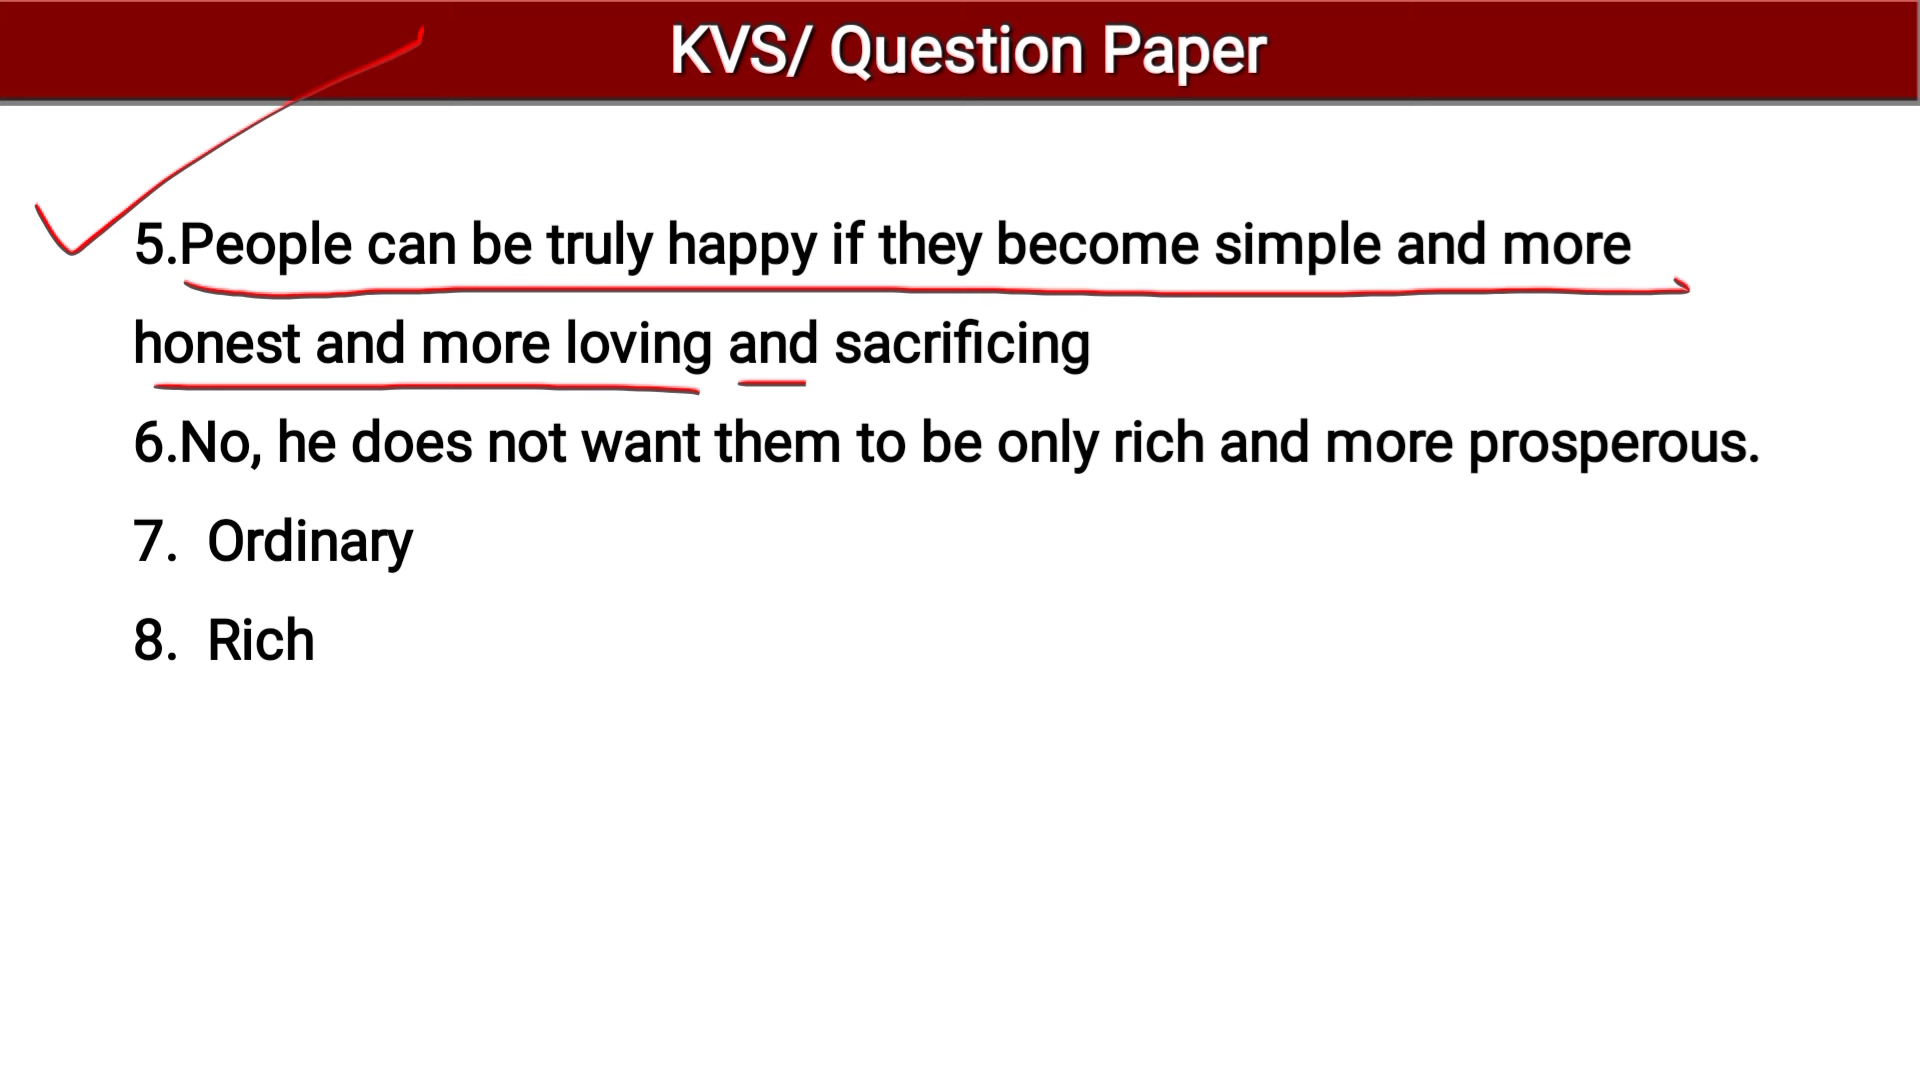 KVS/ Question Paper
5.People can be truly happy if they become simple and more
honest and more loving and sacrificing
6.No, he does not want them to be only rich and more prosperous.
7. Ordinary
8. Rich